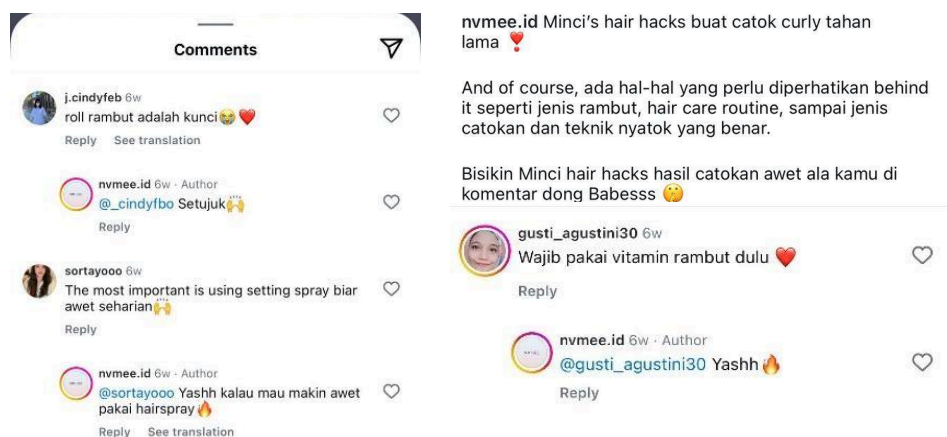 Comments
j.cindyfeb 6w
roll rambut adalah kunci😭❤️
Reply See translation
nvmee.id 6w · Author
@_cindyfbo Setujuk🙌
Reply
sortayooo 6w
The most important is using setting spray biar
awet seharian🙌
Reply
nvmee.id 6w · Author
@sortayooo Yashh kalau mau makin awet
pakai hairspray🔥
Reply See translation
nvmee.id Minci's hair hacks buat catok curly tahan
lama ❣️
And of course, ada hal-hal yang perlu diperhatikan behind
it seperti jenis rambut, hair care routine, sampai jenis
catokan dan teknik nyatok yang benar.
Bisikin Minci hair hacks hasil catokan awet ala kamu di
komentar dong Babesss 🤫
gusti_agustini30 6w
Wajib pakai vitamin rambut dulu ❤️
Reply
nvmee.id 6w · Author
@gusti_agustini30 Yashh🔥
Reply